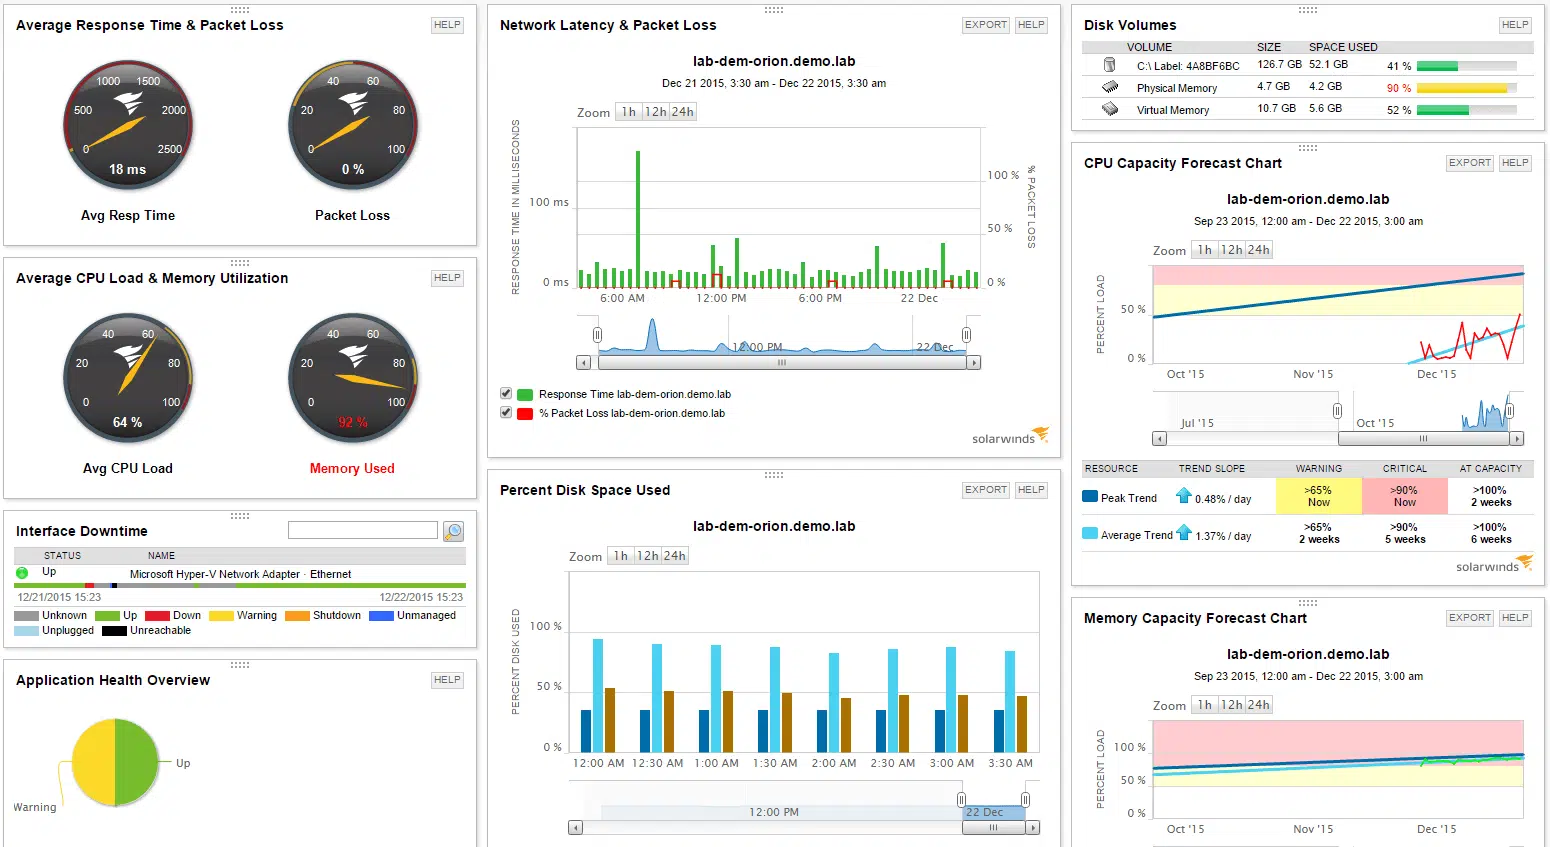 Average Response Time & Packet Loss
HELP
1000 1500
500 2000
0 2500
18 ms
Avg Resp Time
40 60
20 80
0 100
0 %
Packet Loss
Average CPU Load & Memory Utilization
HELP
40 60
20 80
0 100
64 %
Avg CPU Load
40 60
20 80
0 100
92 %
Memory Used
Interface Downtime
STATUS NAME
Up Microsoft Hyper-V Network Adapter · Ethernet
12/21/2015 15:23 12/22/2015 15:23
Unknown Up Down Warning Shutdown Unmanaged
Unplugged Unreachable
Application Health Overview
HELP
Up
Warning
Network Latency & Packet Loss
EXPORT HELP
lab-dem-orion.demo.lab
Dec 21 2015, 3:30 am - Dec 22 2015, 3:30 am
Zoom 1h 12h 24h
RESPONSE TIME IN MILLISECONDS
100 ms
0 ms
% PACKET LOSS
100 %
50 %
0 %
6:00 AM 12:00 PM 6:00 PM 22 Dec
12:00 PM 22 Dec
Response Time lab-dem-orion.demo.lab
% Packet Loss lab-dem-orion.demo.lab
solarwinds
Percent Disk Space Used
EXPORT HELP
lab-dem-orion.demo.lab
Zoom 1h 12h 24h
PERCENT DISK USED
100 %
50 %
0 %
12:00 AM 12:30 AM 1:00 AM 1:30 AM 2:00 AM 2:30 AM 3:00 AM 3:30 AM
12:00 PM 22 Dec
Disk Volumes
HELP
VOLUME SIZE SPACE USED
C:\ Label: 4A8BF6BC 126.7 GB 52.1 GB 41 %
Physical Memory 4.7 GB 4.2 GB 90 %
Virtual Memory 10.7 GB 5.6 GB 52 %
CPU Capacity Forecast Chart
EXPORT HELP
lab-dem-orion.demo.lab
Sep 23 2015, 12:00 am - Dec 22 2015, 3:00 am
Zoom 1h 12h 24h
PERCENT LOAD
50 %
0 %
Oct '15 Nov '15 Dec '15
Jul '15 Oct '15
RESOURCE TREND SLOPE WARNING CRITICAL AT CAPACITY
Peak Trend 0.48% / day >65% Now >90% Now >100% 2 weeks
Average Trend 1.37% / day >65% 2 weeks >90% 5 weeks >100% 6 weeks
solarwinds
Memory Capacity Forecast Chart
EXPORT HELP
lab-dem-orion.demo.lab
Sep 23 2015, 12:00 am - Dec 22 2015, 3:00 am
Zoom 1h 12h 24h
PERCENT LOAD
100 %
50 %
0 %
Oct '15 Nov '15 Dec '15